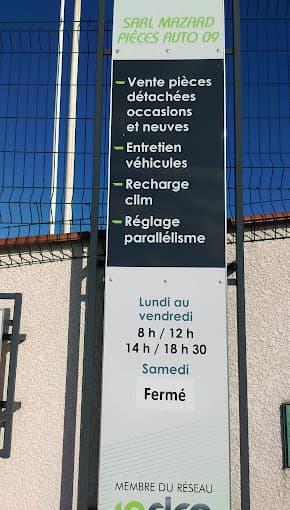 SARL MAZARD
PIÈCES AUTO 09
Vente pièces
détachées
occasions
et neuves
Entretien
véhicules
Recharge
clim
Réglage
parallélisme
Lundi au
vendredi
8 h / 12 h
14 h / 18 h 30
Samedi
Fermé
MEMBRE DU RÉSEAU